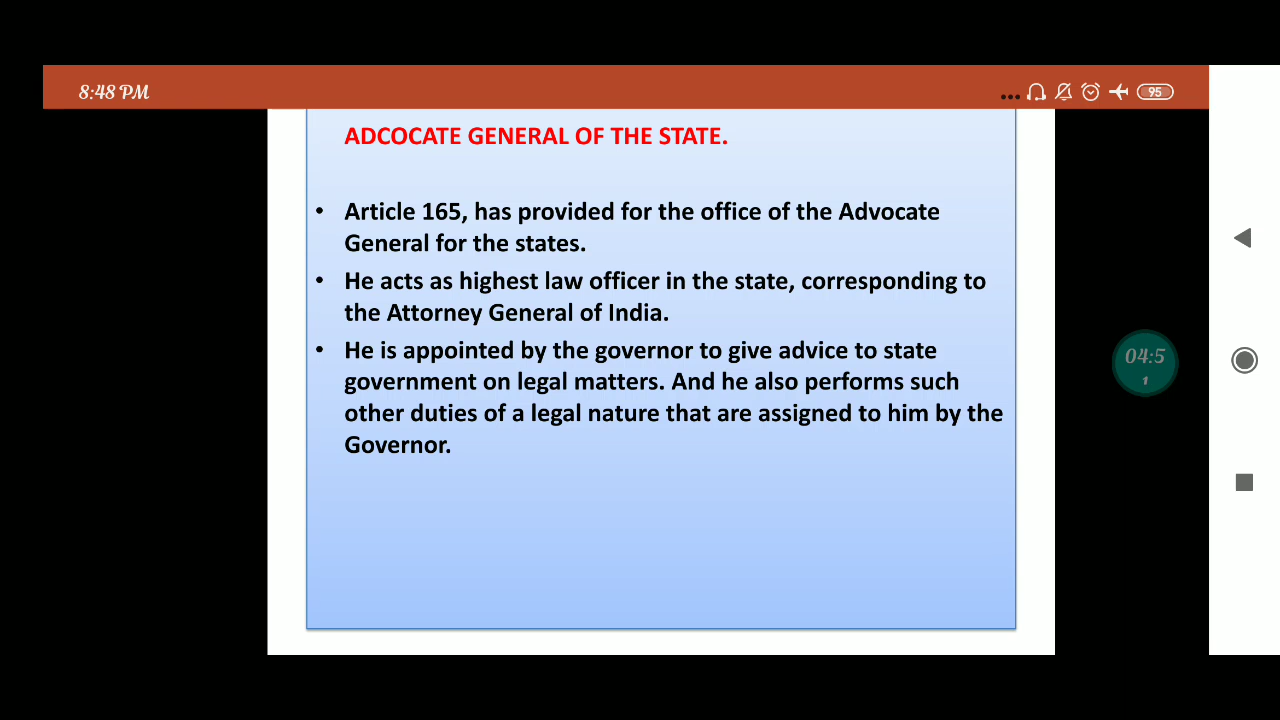 8:48 PM
... 95
ADCOCATE GENERAL OF THE STATE.
• Article 165, has provided for the office of the Advocate
General for the states.
• He acts as highest law officer in the state, corresponding to
the Attorney General of India.
• He is appointed by the governor to give advice to state
government on legal matters. And he also performs such
other duties of a legal nature that are assigned to him by the
Governor.
04:5
1